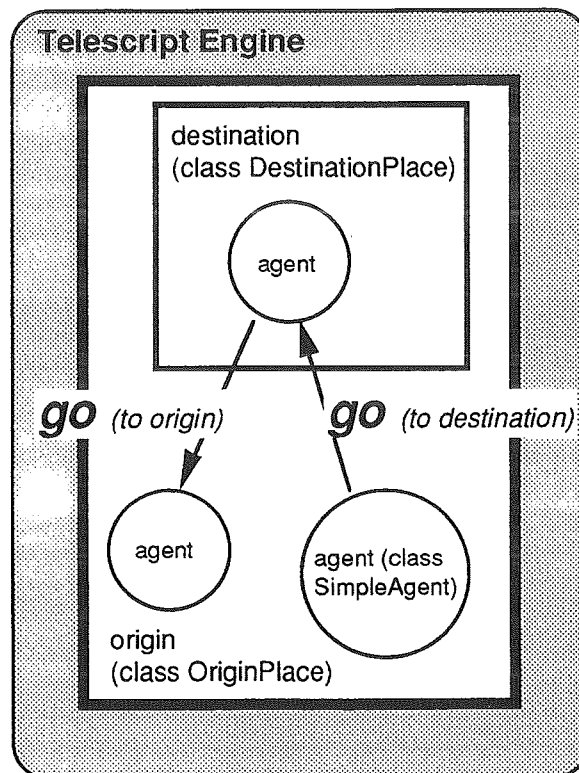 Telescript Engine
destination
(class DestinationPlace)
agent
go (to origin)
go (to destination)
agent
agent (class
SimpleAgent)
origin
(class OriginPlace)